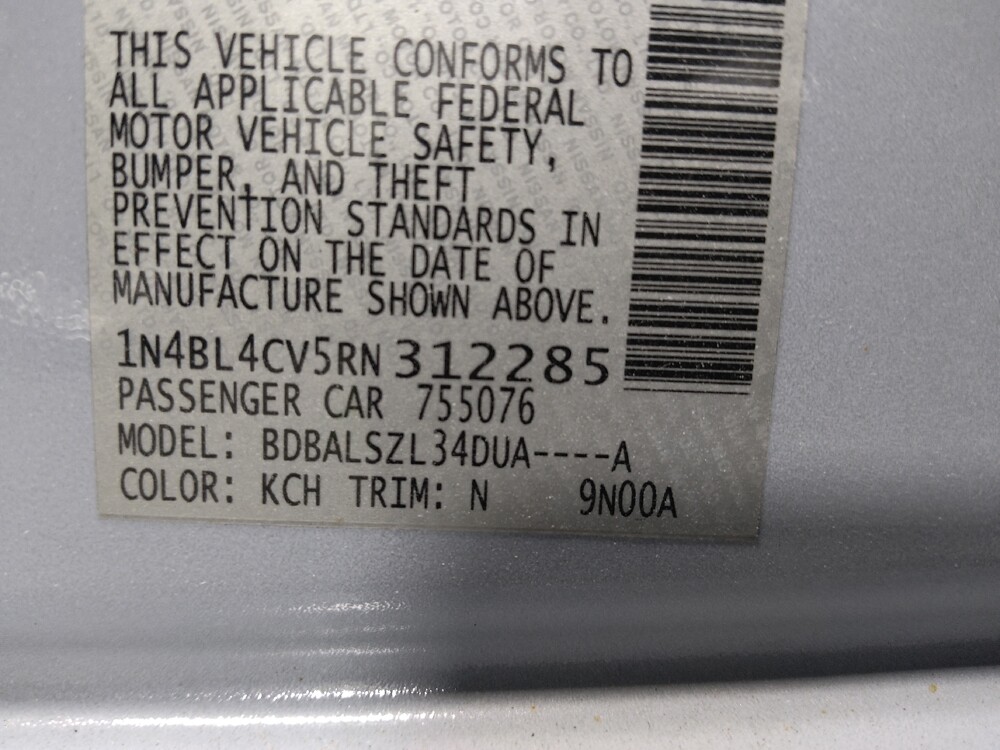 THIS VEHICLE CONFORMS TO
ALL APPLICABLE FEDERAL
MOTOR VEHICLE SAFETY,
BUMPER, AND THEFT
PREVENTION STANDARDS IN
EFFECT ON THE DATE OF
MANUFACTURE SHOWN ABOVE.
1N4BL4CV5RN312285
PASSENGER CAR 755076
MODEL: BDBALSZL34DUA----A
COLOR: KCH TRIM: N 9N00A